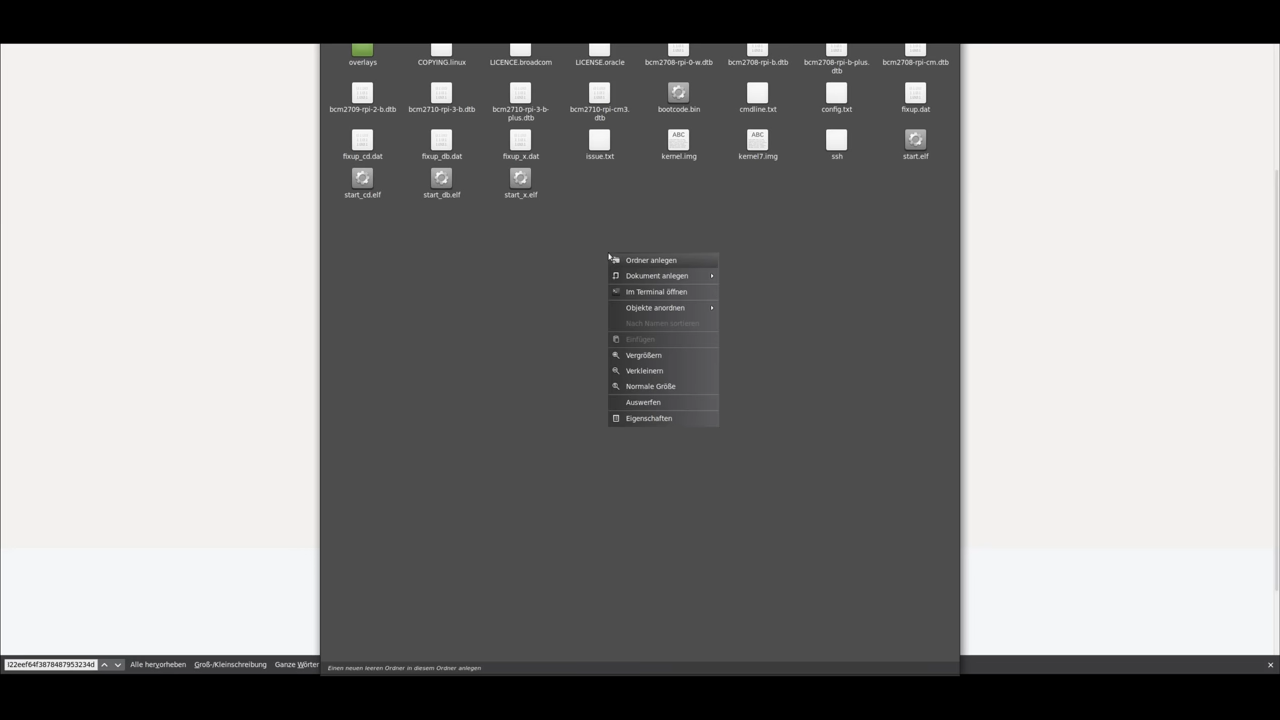 overlays COPYING.linux LICENCE.broadcom LICENSE.oracle bcm2708-rpi-0-w.dtb bcm2708-rpi-b.dtb bcm2708-rpi-b-plus. bcm2708-rpi-cm.dtb
dtb
bcm2709-rpi-2-b.dtb bcm2710-rpi-3-b.dtb bcm2710-rpi-3-b- bcm2710-rpi-cm3. bootcode.bin cmdline.txt config.txt fixup.dat
plus.dtb dtb
fixup_cd.dat fixup_db.dat fixup_x.dat issue.txt ABC kernel.img ABC kernel7.img ssh start.elf
start_cd.elf start_db.elf start_x.elf
Ordner anlegen
Dokument anlegen
Im Terminal öffnen
Objekte anordnen
Nach Namen sortieren
Einfügen
Vergrößern
Verkleinern
Normale Größe
Auswerfen
Eigenschaften
l22eef64f38784879532​34d Alle hervorheben Groß-/Kleinschreibung Ganze Wörter
Einen neuen leeren Ordner in diesem Ordner anlegen